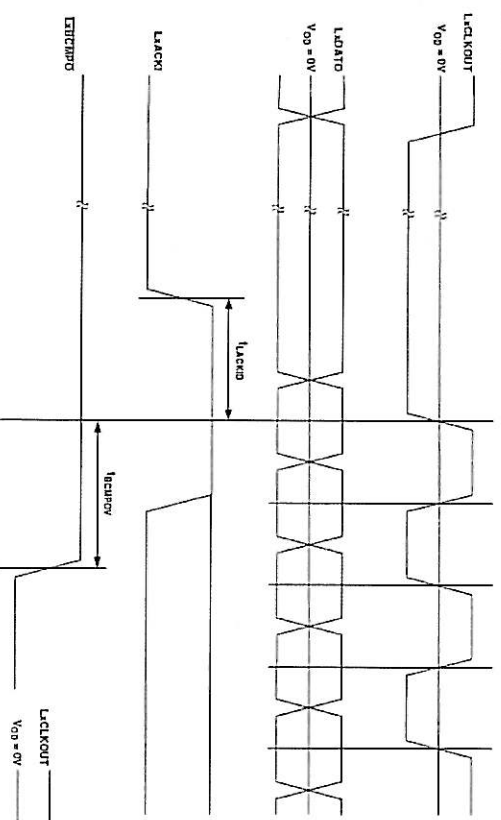 LxCLKOUT
VOD = 0V
LxDATO
VOD = 0V
LxACKI
tLACKID
LxBCMPO
tBCMPOV
LxCLKOUT
VOD = 0V